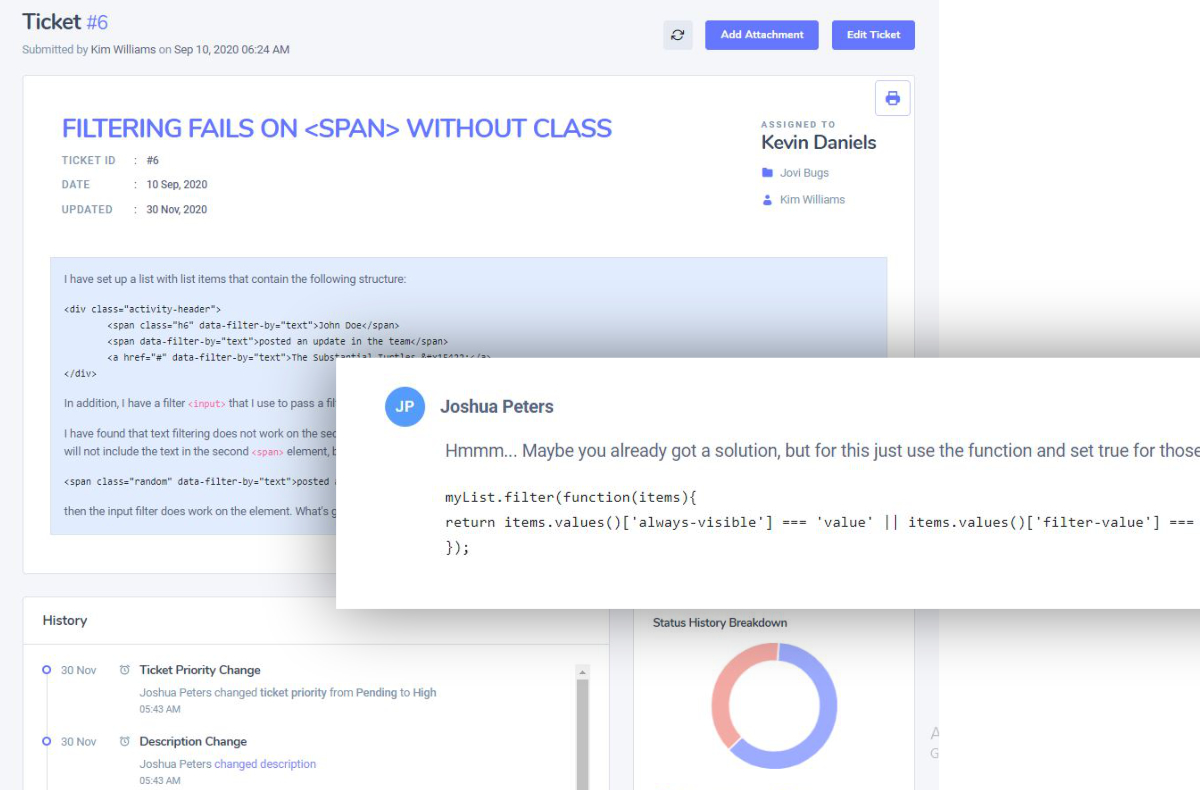 Ticket #6
Submitted by Kim Williams on Sep 10, 2020 06:24 AM
Add Attachment
Edit Ticket
FILTERING FAILS ON <SPAN> WITHOUT CLASS
TICKET ID : #6
DATE : 10 Sep, 2020
UPDATED : 30 Nov, 2020
ASSIGNED TO
Kevin Daniels
Jovi Bugs
Kim Williams
I have set up a list with list items that contain the following structure:
<div class="activity-header">
<span class="h6" data-filter-by="text">John Doe</span>
<span data-filter-by="text">posted an update in the team</span>
<a href="#" data-filter-by="text">The Substantial Turtles &#x15422;</a>
</div>
In addition, I have a filter <input> that I use to pass a
I have found that text filtering does not work on the
will not include the text in the second <span> element,
<span class="random" data-filter-by="text">posted
then the input filter does work on the element. What's
JP
Joshua Peters
Hmmm... Maybe you already got a solution, but for this just use the function and set true for those
myList.filter(function(items){
return items.values()['always-visible'] === 'value' || items.values()['filter-value'] ===
});
History
30 Nov
Ticket Priority Change
Joshua Peters changed ticket priority from Pending to High
05:43 AM
30 Nov
Description Change
Joshua Peters changed description
05:43 AM
Status History Breakdown